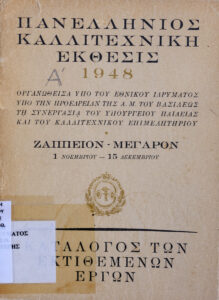 ΠΑΝΕΛΛΗΝΙΟΣ
ΚΑΛΛΙΤΕΧΝΙΚΗ
ΕΚΘΕΣΙΣ
Α' 1948
ΟΡΓΑΝΩΘΕΙΣΑ ΥΠΟ ΤΟΥ ΕΘΝΙΚΟΥ ΙΔΡΥΜΑΤΟΣ
ΥΠΟ ΤΗΝ ΠΡΟΕΔΡΕΙΑΝ ΤΗΣ Α. Μ. ΤΟΥ ΒΑΣΙΛΕΩΣ
ΤΗ ΣΥΝΕΡΓΑΣΙΑ ΤΟΥ ΥΠΟΥΡΓΕΙΟΥ ΠΑΙΔΕΙΑΣ
ΚΑΙ ΤΟΥ ΚΑΛΛΙΤΕΧΝΙΚΟΥ ΕΠΙΜΕΛΗΤΗΡΙΟΥ
ΖΑΠΠΕΙΟΝ - ΜΕΓΑΡΟΝ
1 ΝΟΕΜΒΡΙΟΥ — 15 ΔΕΚΕΜΒΡΙΟΥ
ΤΑΛΟΓΟΣ ΤΩΝ
ΕΚΤΙΘΕΜΕΝΩΝ
ΕΡΓΩΝ